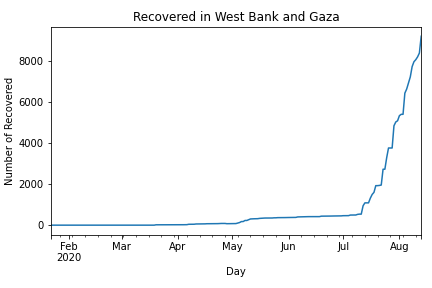 Recovered in West Bank and Gaza
Number of Recovered
8000
6000
4000
2000
0
Feb Mar Apr May Jun Jul Aug
2020
Day